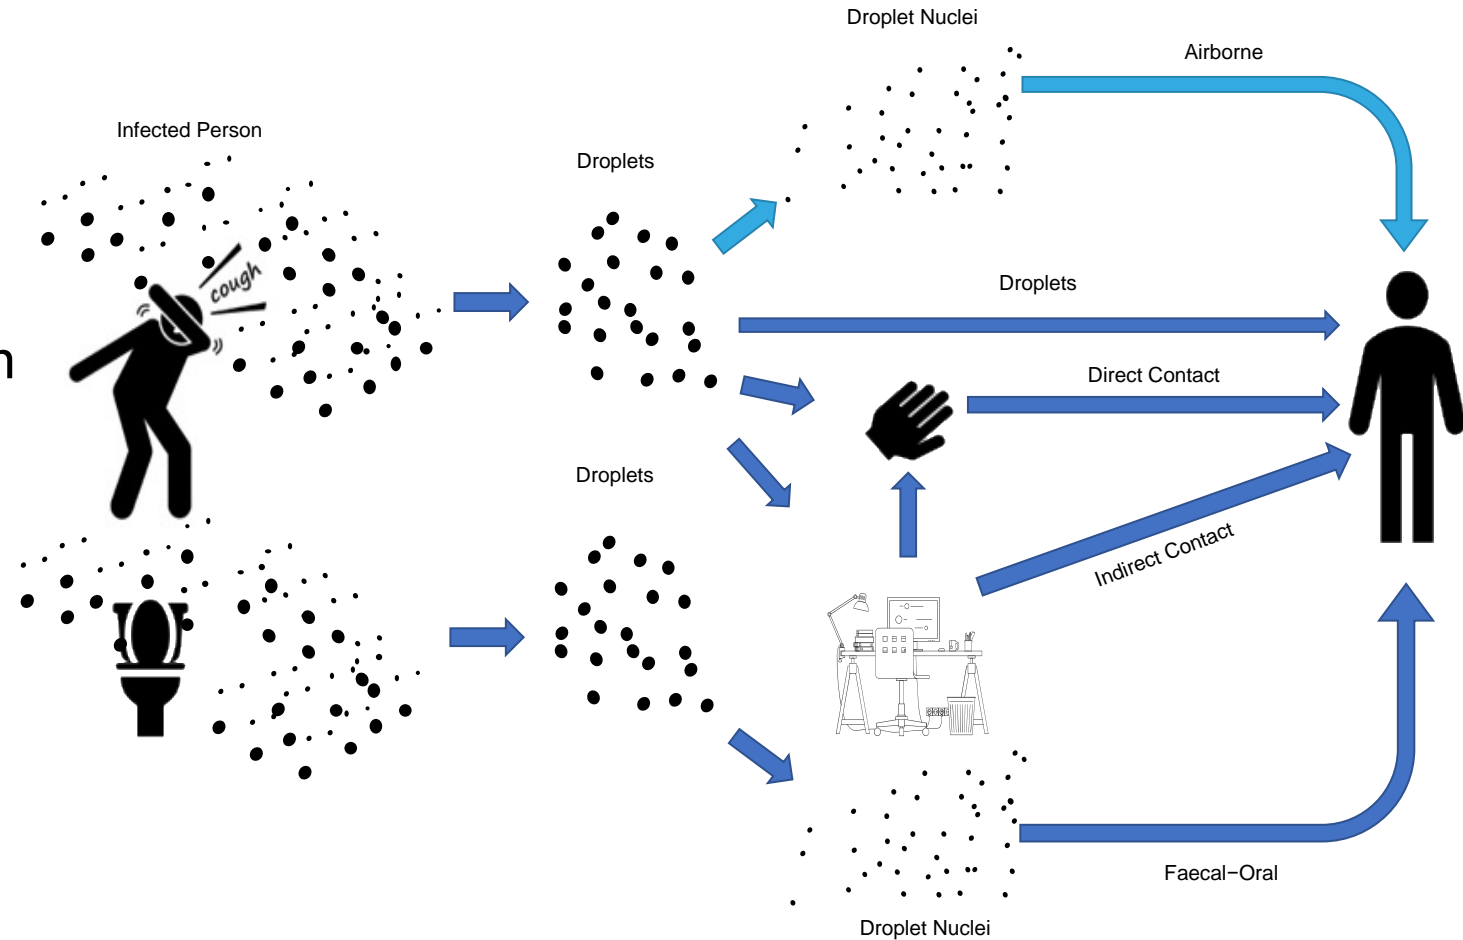 Droplet Nuclei
Airborne
Infected Person
Droplets
cough
Droplets
n
Direct Contact
Droplets
Indirect Contact
Faecal−Oral
Droplet Nuclei